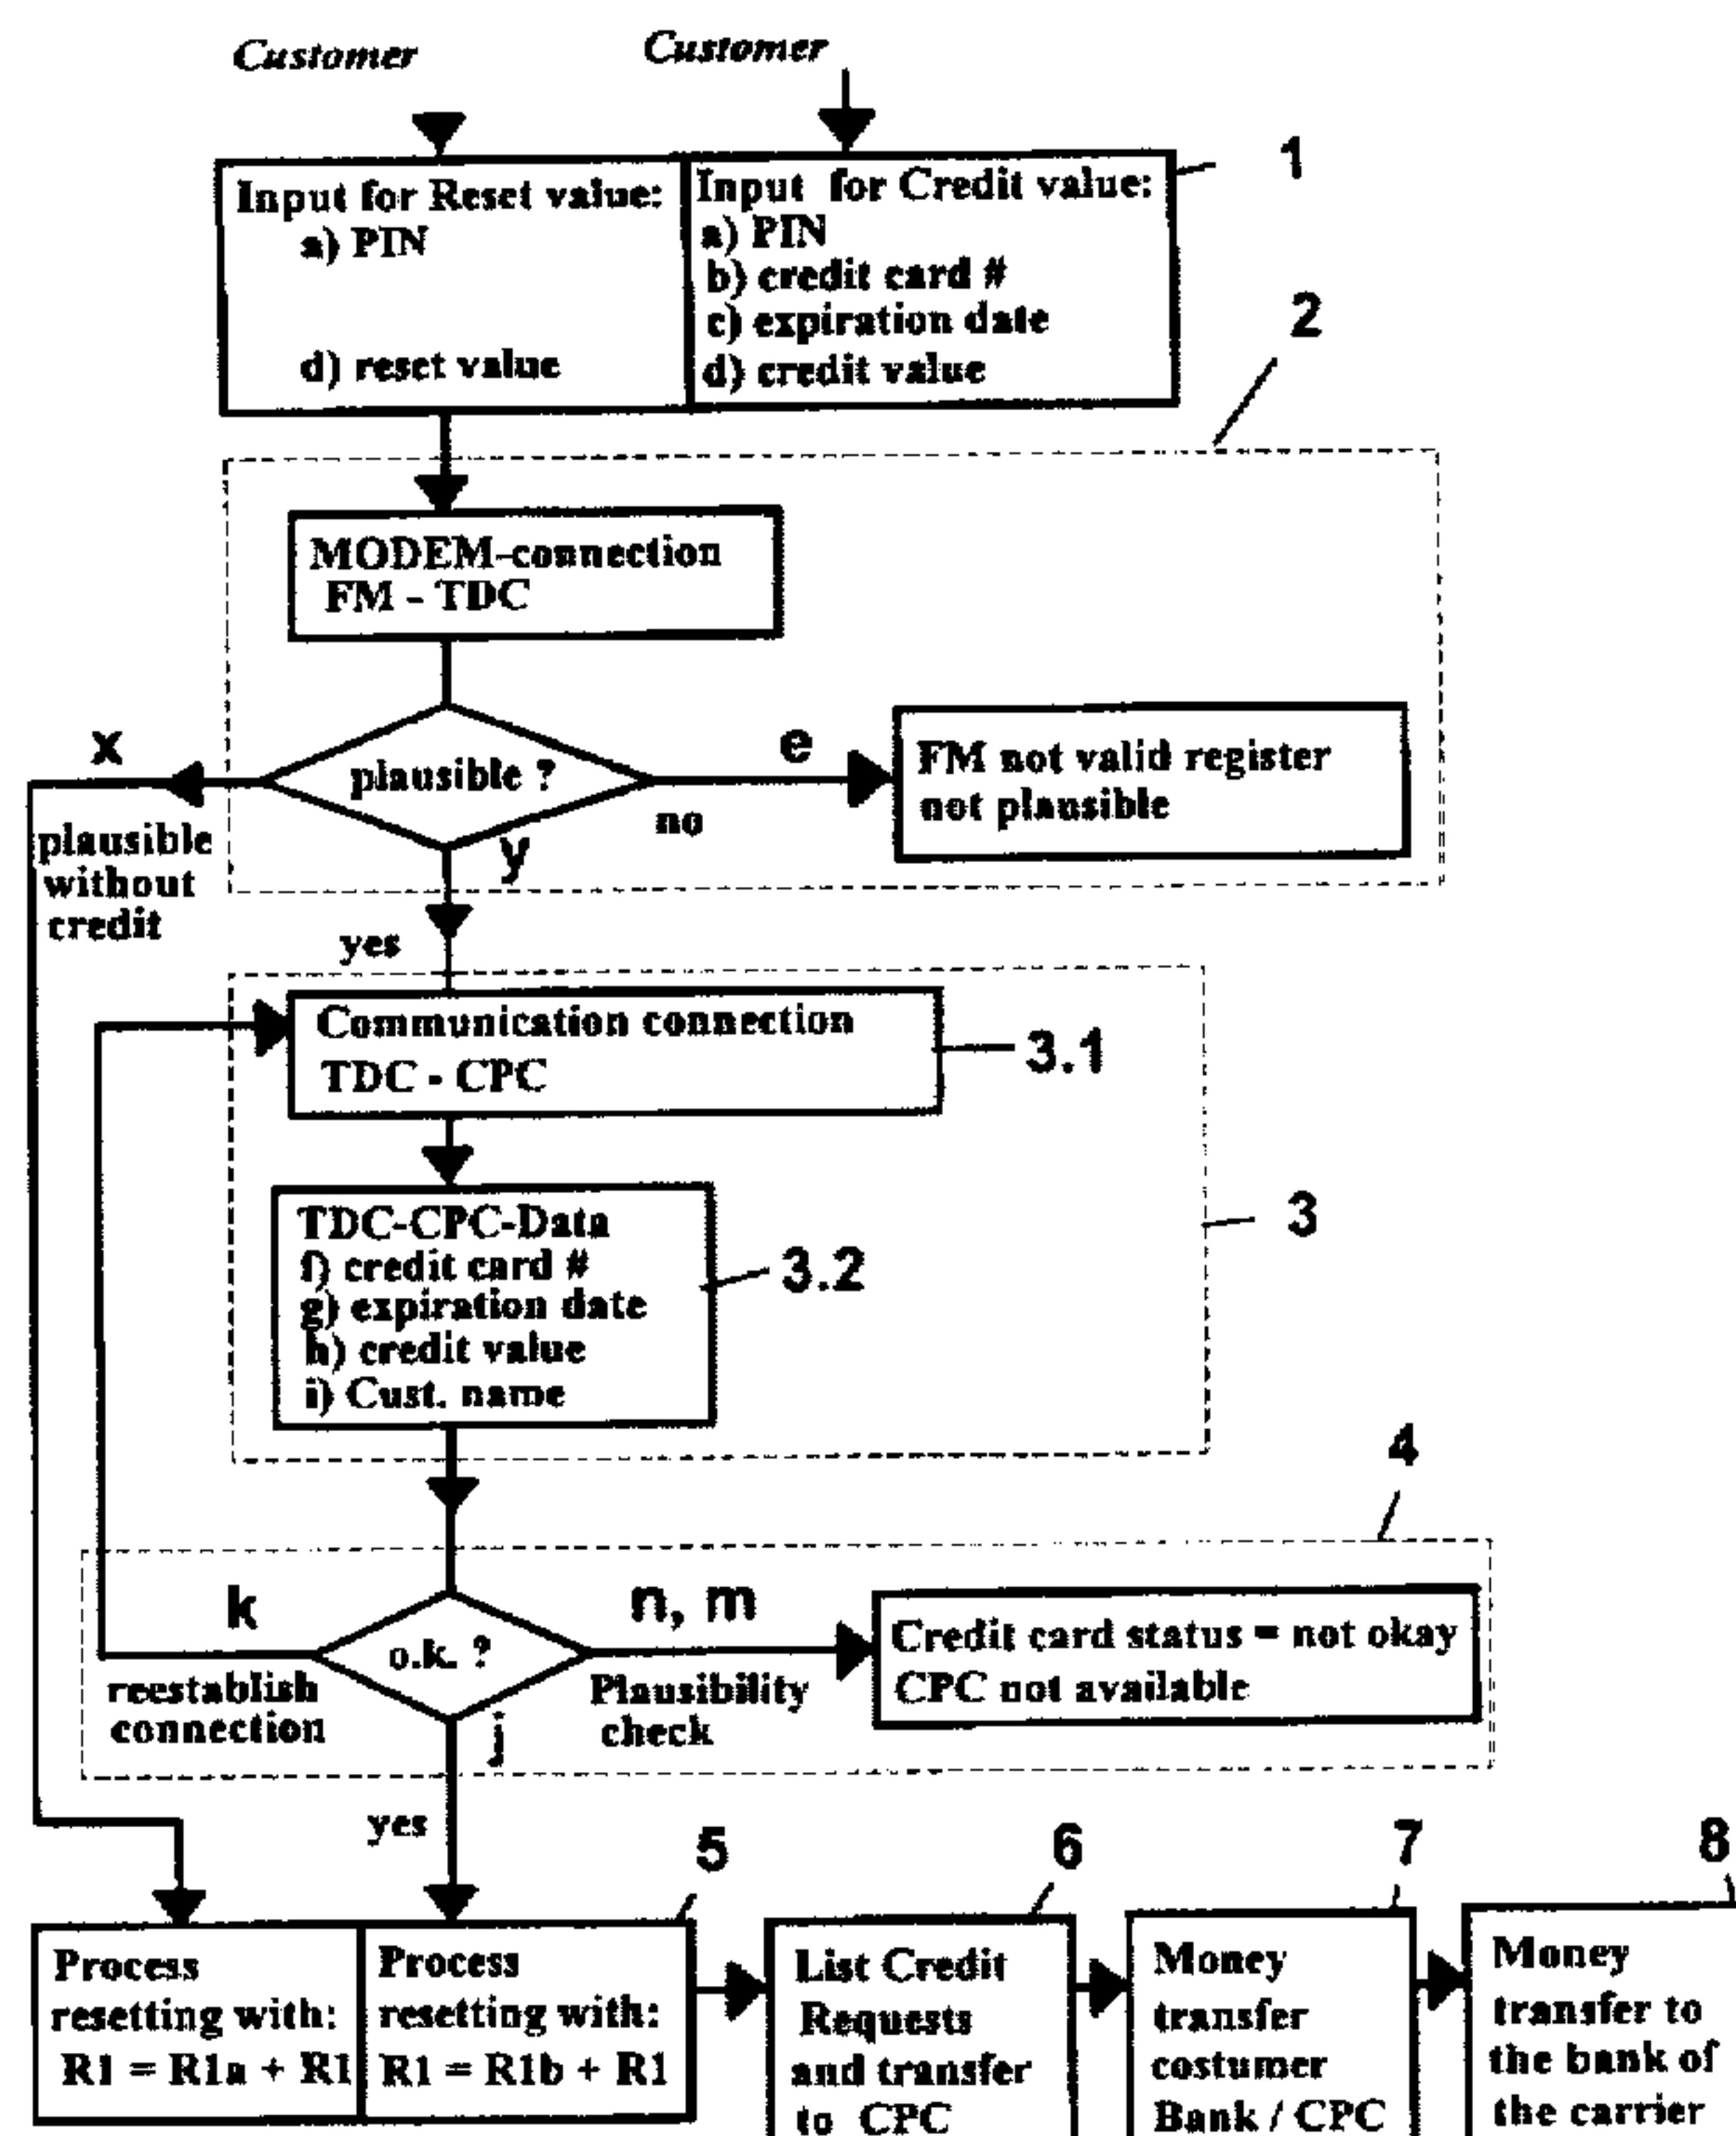 Customer
Customer
1
Input for Reset value:
a) PIN
d) reset value
Input for Credit value:
a) PIN
b) credit card #
c) expiration date
d) credit value
2
MODEM-connection
FM - TDC
x
plausible ?
e
no
FM not valid register
not plausible
plausible
without
credit
y
yes
Communication connection
TDC - CPC
3.1
TDC-CPC-Data
f) credit card #
g) expiration date
h) credit value
i) Cust. name
3.2
3
4
k
o.k. ?
n, m
reestablish
connection
Plausibility
check
Credit card status = not okay
CPC not available
j
yes
5
6
7
8
Process
resetting with:
R1 = R1a + R1
Process
resetting with:
R1 = R1b + R1
List Credit
Requests
and transfer
to CPC
Money
transfer
costumer
Bank / CPC
Money
transfer to
the bank of
the carrier